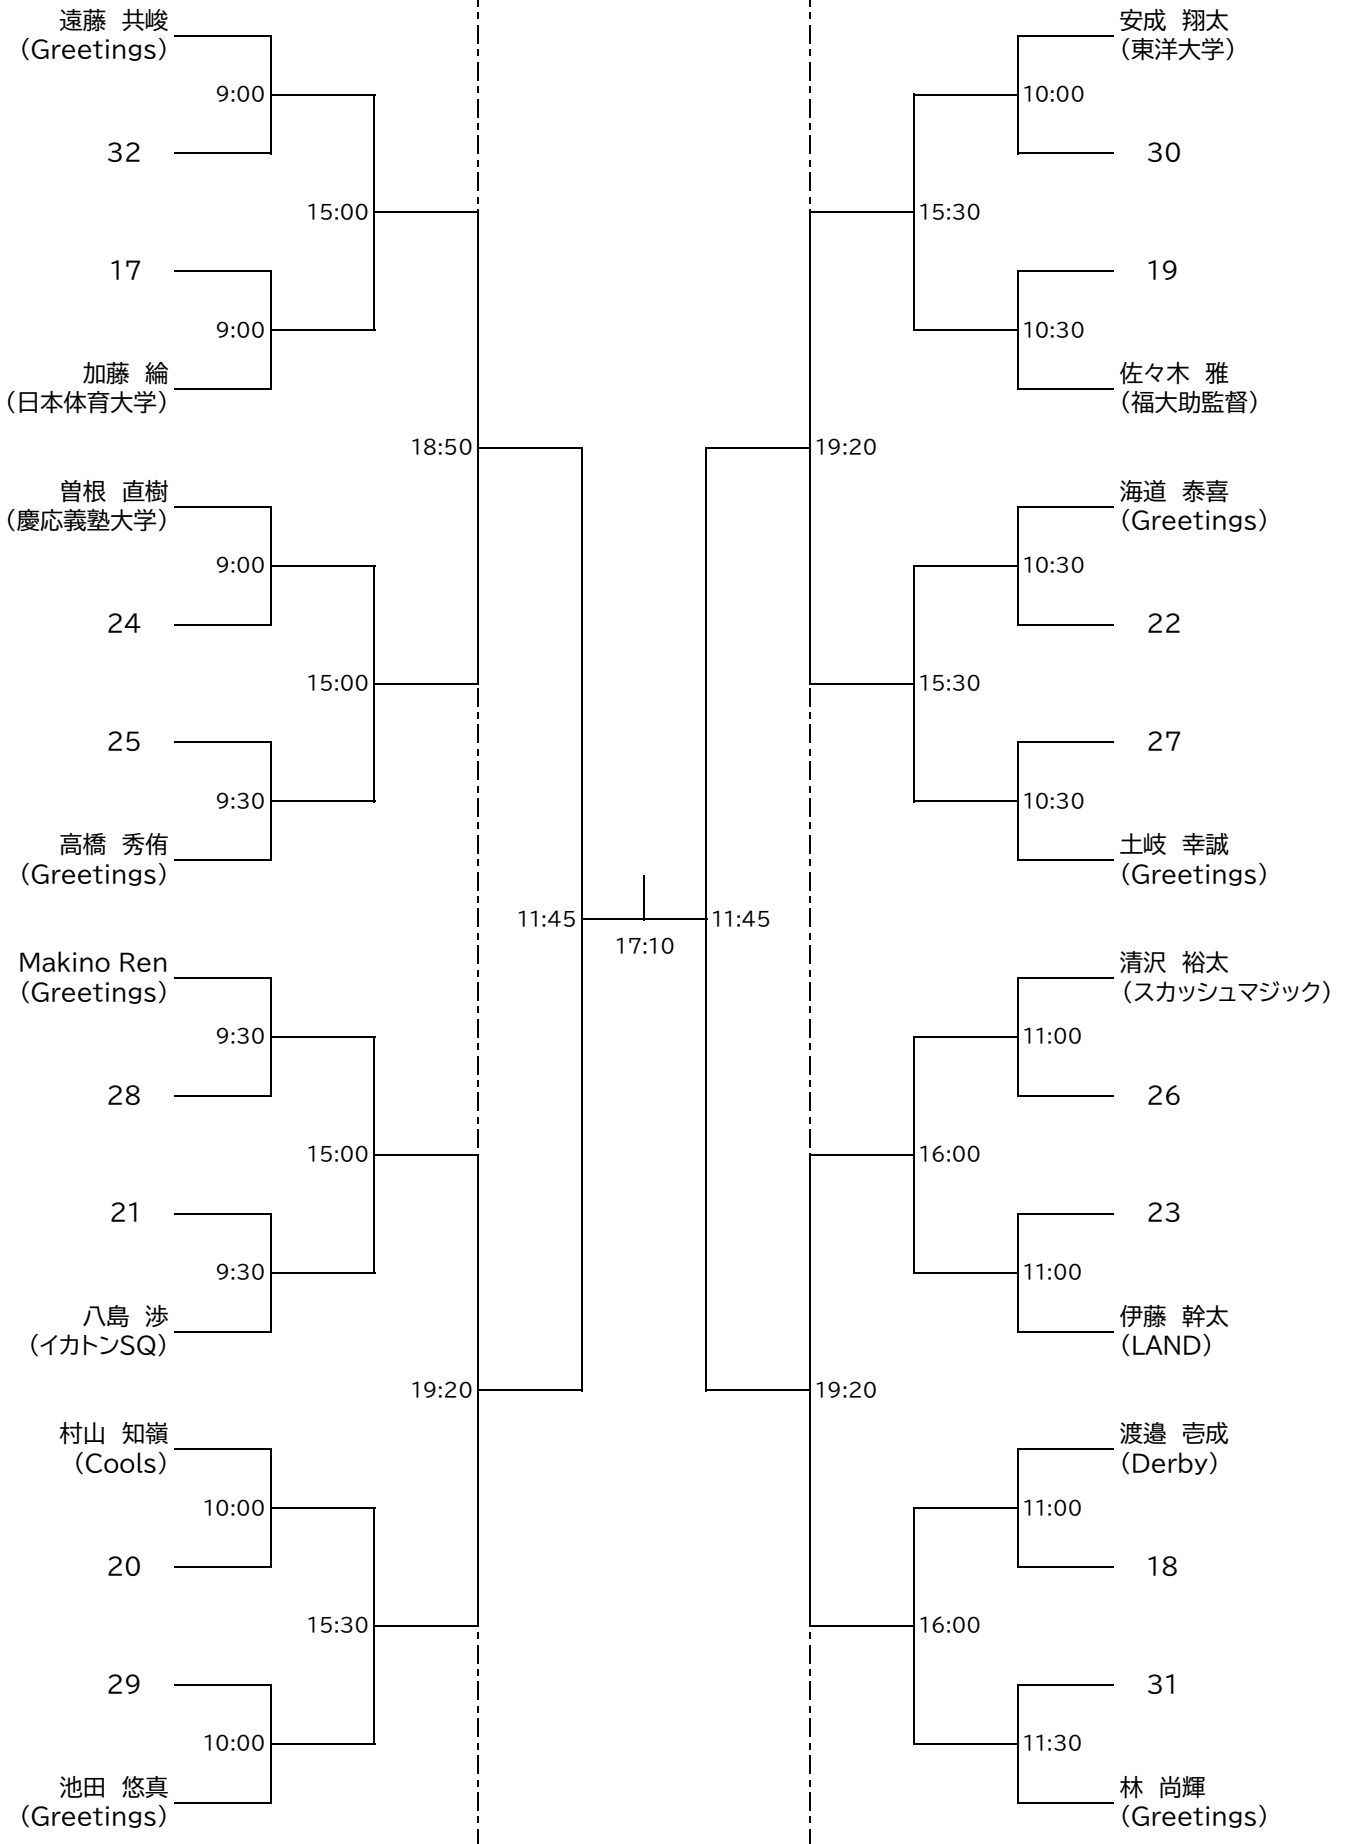 遠藤 共峻
（Greetings）
9:00
32
15:00
17
9:00
加藤 綸
（日本体育大学）
18:50
曽根 直樹
（慶応義塾大学）
9:00
24
15:00
25
9:30
高橋 秀侑
（Greetings）
11:45
Makino Ren
（Greetings）
9:30
28
15:00
21
9:30
八島 渉
（イカトンSQ）
19:20
村山 知嶺
（Cools）
10:00
20
15:30
29
10:00
池田 悠真
（Greetings）
17:10
安成 翔太
（東洋大学）
10:00
30
15:30
19
10:30
佐々木 雅
（福大助監督）
19:20
海道 泰喜
（Greetings）
10:30
22
15:30
27
10:30
土岐 幸誠
（Greetings）
11:45
清沢 裕太
（スカッシュマジック）
11:00
26
16:00
23
11:00
伊藤 幹太
（LAND）
19:20
渡邉 壱成
（Derby）
11:00
18
16:00
31
11:30
林 尚輝
（Greetings）